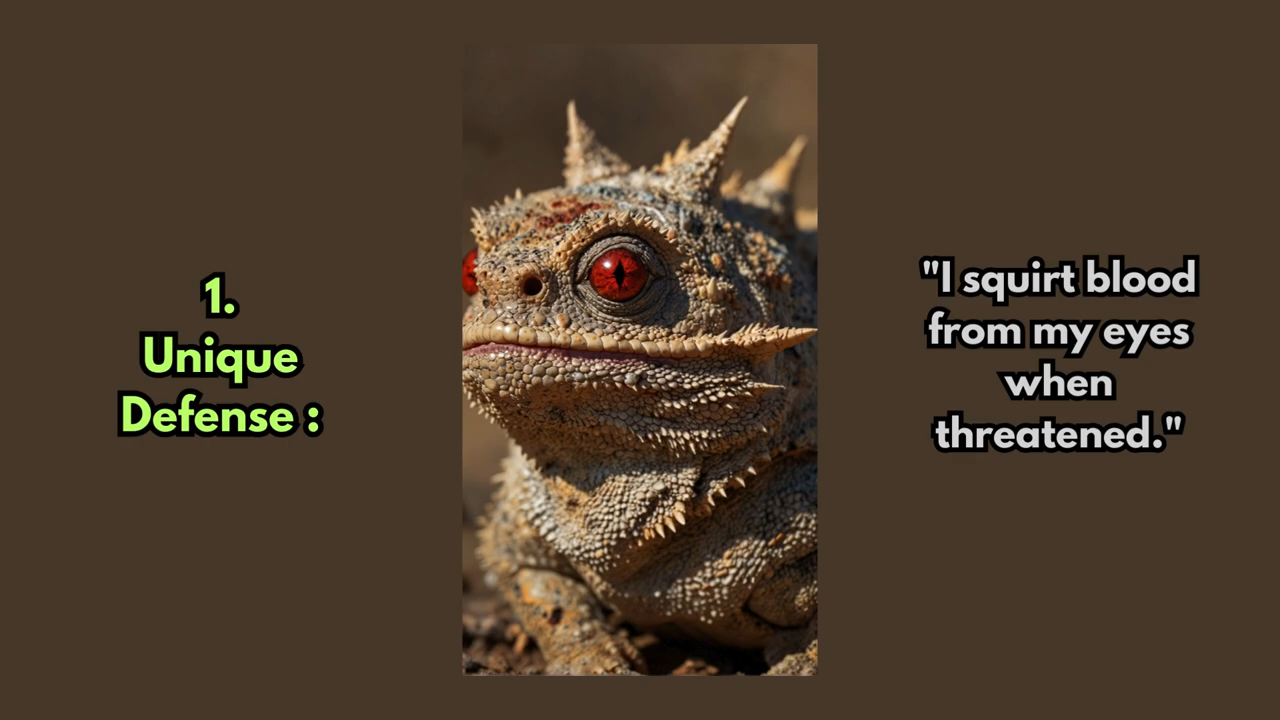 1.
Unique
Defense :
"I squirt blood
from my eyes
when
threatened."